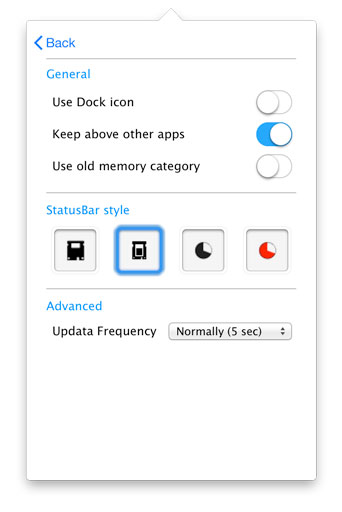 Back
General
Use Dock icon
Keep above other apps
Use old memory category
StatusBar style
Advanced
Updata Frequency Normally (5 sec)